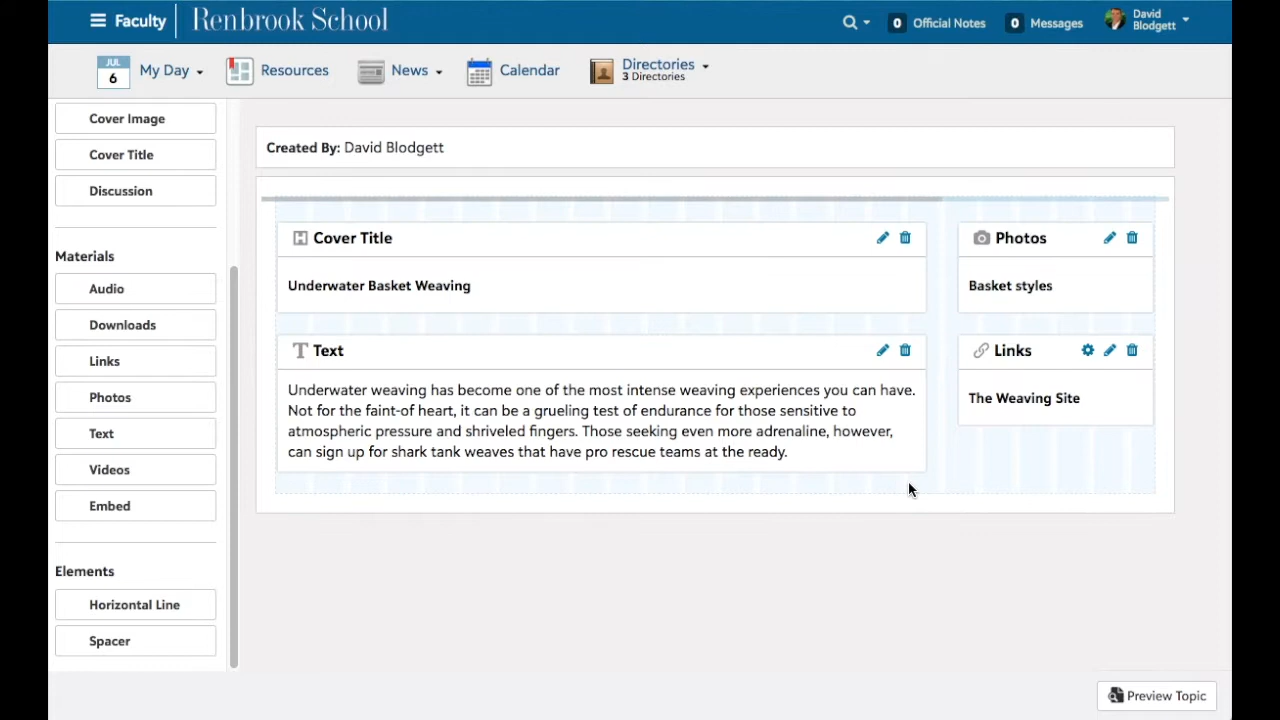 Faculty
Renbrook School
0 Official Notes
0 Messages
David
Blodgett
JUL
6
My Day
Resources
News
Calendar
Directories
3 Directories
Cover Image
Cover Title
Discussion
Materials
Audio
Downloads
Links
Photos
Text
Videos
Embed
Elements
Horizontal Line
Spacer
Created By: David Blodgett
Cover Title
Underwater Basket Weaving
Photos
Basket styles
Text
Underwater weaving has become one of the most intense weaving experiences you can have.
Not for the faint-of heart, it can be a grueling test of endurance for those sensitive to
atmospheric pressure and shriveled fingers. Those seeking even more adrenaline, however,
can sign up for shark tank weaves that have pro rescue teams at the ready.
Links
The Weaving Site
Preview Topic